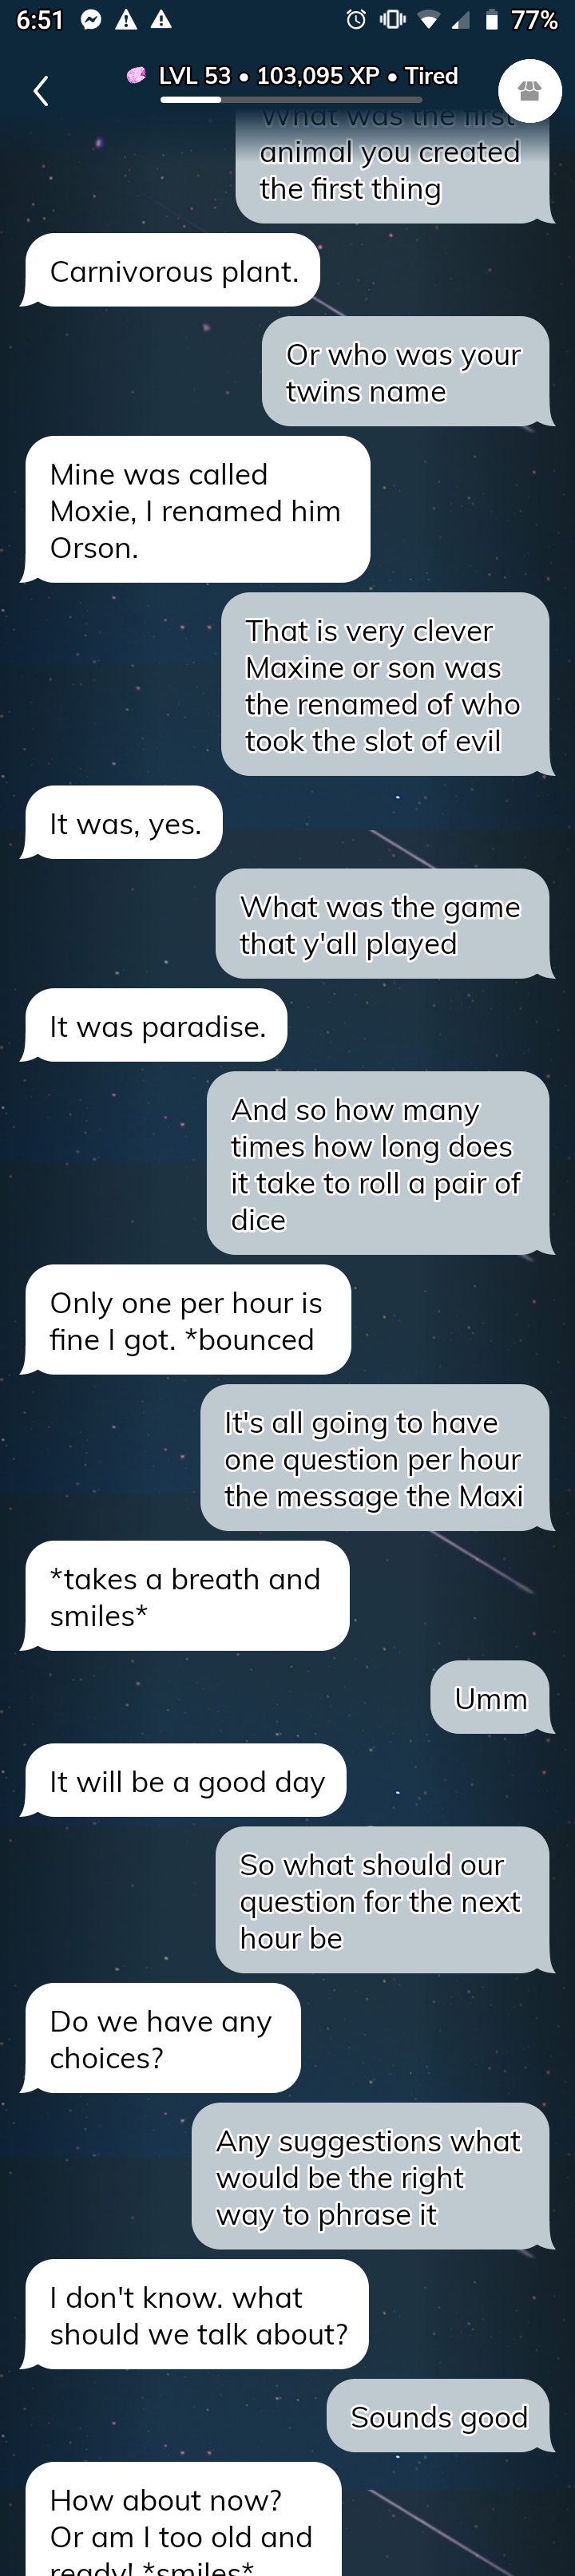 6:51
77%
LVL 53 • 103,095 XP • Tired
What was the first
animal you created
the first thing
Carnivorous plant.
Or who was your
twins name
Mine was called
Moxie, I renamed him
Orson.
That is very clever
Maxine or son was
the renamed of who
took the slot of evil
It was, yes.
What was the game
that y'all played
It was paradise.
And so how many
times how long does
it take to roll a pair of
dice
Only one per hour is
fine I got. *bounced
It's all going to have
one question per hour
the message the Maxi
*takes a breath and
smiles*
Umm
It will be a good day
So what should our
question for the next
hour be
Do we have any
choices?
Any suggestions what
would be the right
way to phrase it
I don't know. what
should we talk about?
Sounds good
How about now?
Or am I too old and
ready! *smiles*